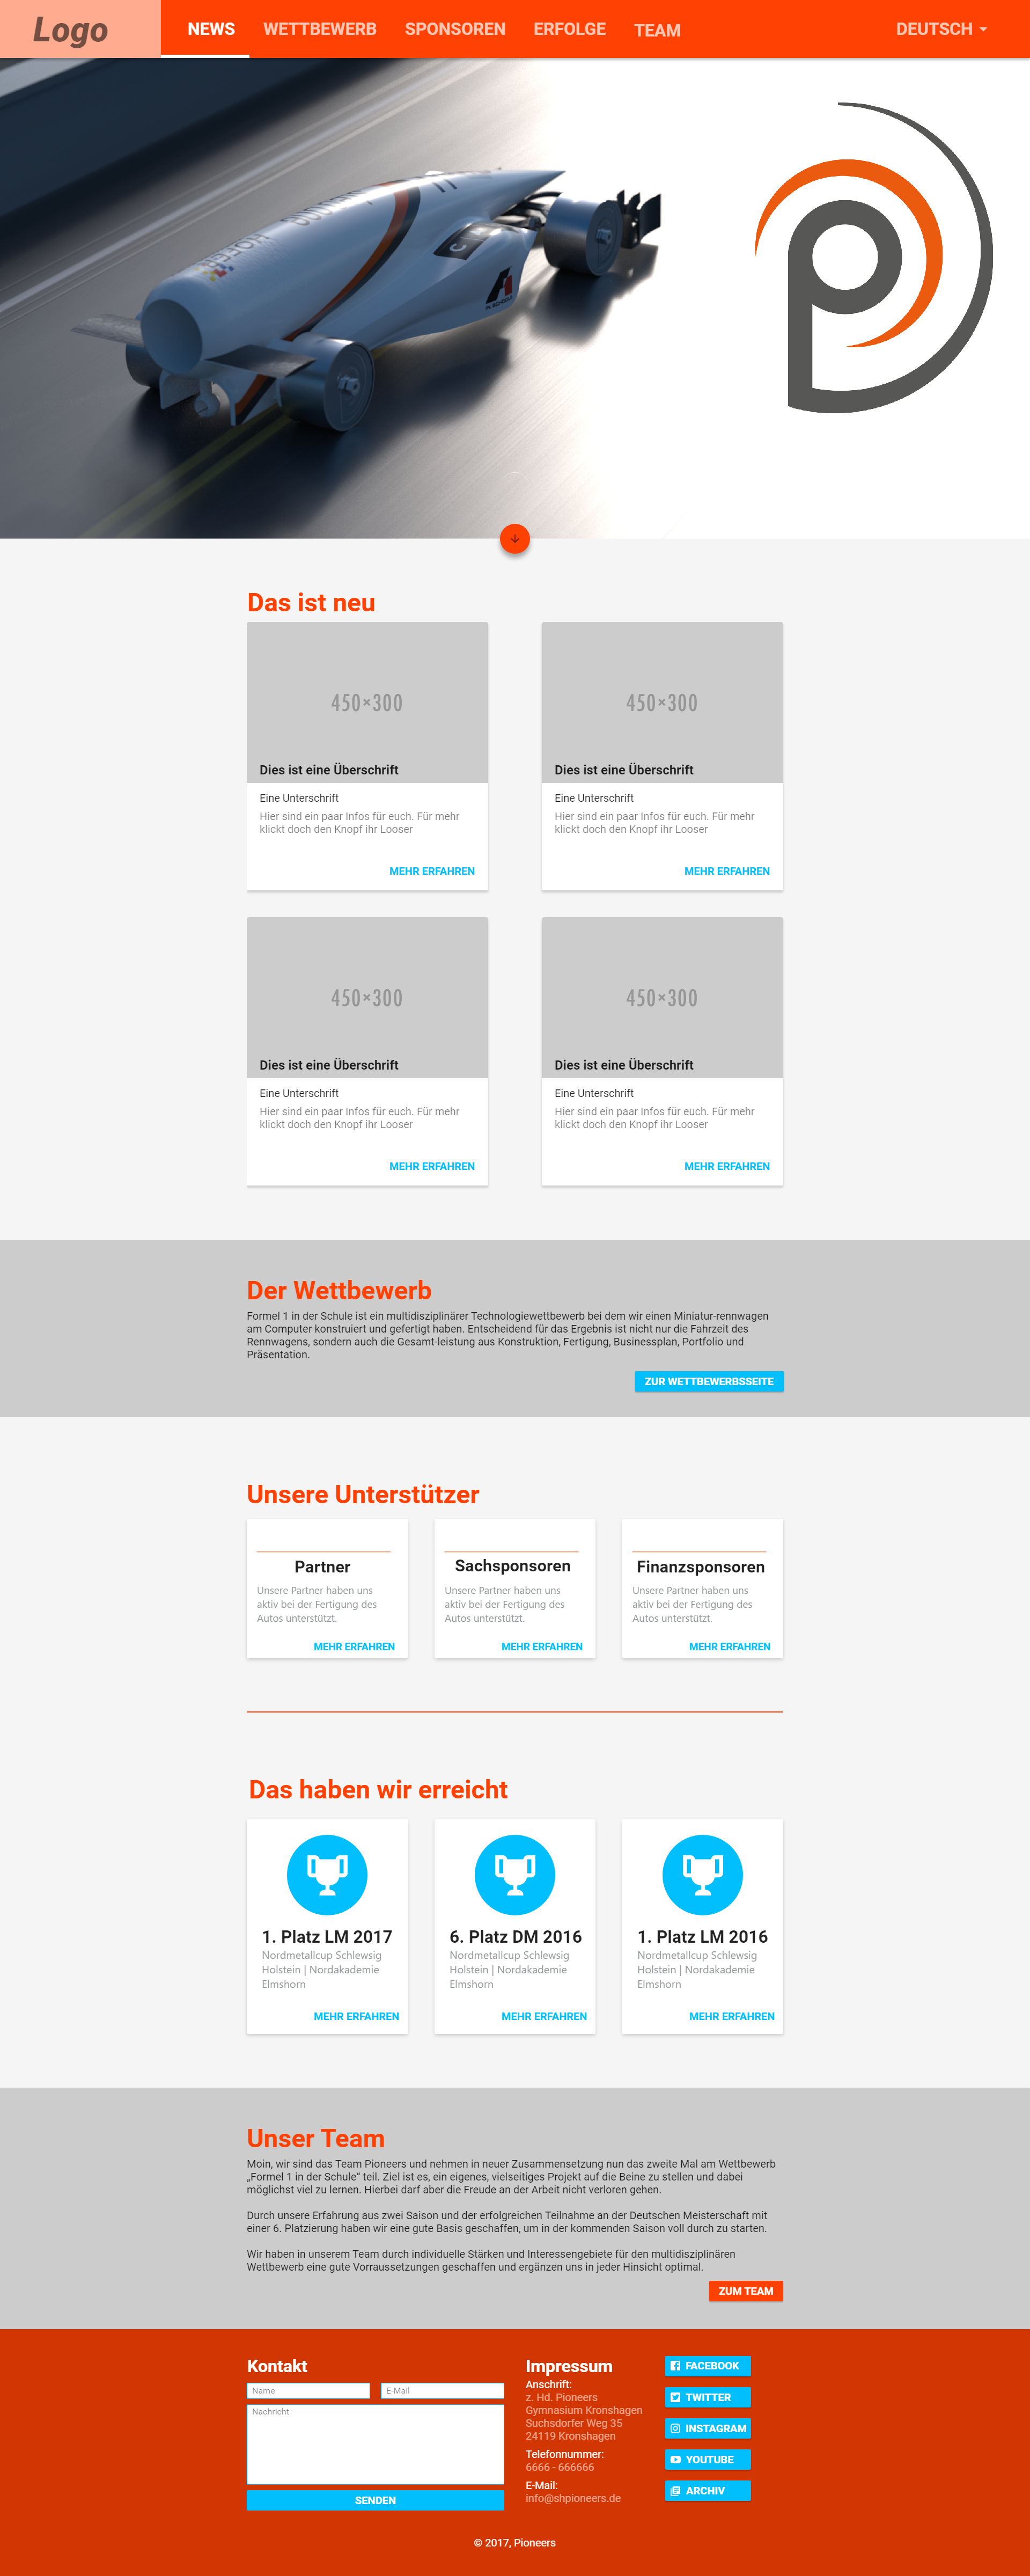 Logo
NEWS WETTBEWERB SPONSOREN ERFOLGE TEAM DEUTSCH
Das ist neu
450×300
Dies ist eine Überschrift
Eine Unterschrift
Hier sind ein paar Infos für euch. Für mehr
klickt doch den Knopf ihr Looser
MEHR ERFAHREN
450×300
Dies ist eine Überschrift
Eine Unterschrift
Hier sind ein paar Infos für euch. Für mehr
klickt doch den Knopf ihr Looser
MEHR ERFAHREN
450×300
Dies ist eine Überschrift
Eine Unterschrift
Hier sind ein paar Infos für euch. Für mehr
klickt doch den Knopf ihr Looser
MEHR ERFAHREN
450×300
Dies ist eine Überschrift
Eine Unterschrift
Hier sind ein paar Infos für euch. Für mehr
klickt doch den Knopf ihr Looser
MEHR ERFAHREN
Der Wettbewerb
Formel 1 in der Schule ist ein multidisziplinärer Technologiewettbewerb bei dem wir einen Miniatur-rennwagen
am Computer konstruiert und gefertigt haben. Entscheidend für das Ergebnis ist nicht nur die Fahrzeit des
Rennwagens, sondern auch die Gesamt-leistung aus Konstruktion, Fertigung, Businessplan, Portfolio und
Präsentation.
ZUR WETTBEWERBSSEITE
Unsere Unterstützer
Partner
Unsere Partner haben uns
aktiv bei der Fertigung des
Autos unterstützt.
MEHR ERFAHREN
Sachsponsoren
Unsere Partner haben uns
aktiv bei der Fertigung des
Autos unterstützt.
MEHR ERFAHREN
Finanzsponsoren
Unsere Partner haben uns
aktiv bei der Fertigung des
Autos unterstützt.
MEHR ERFAHREN
Das haben wir erreicht
1. Platz LM 2017
Nordmetallcup Schlewsig
Holstein | Nordakademie
Elmshorn
MEHR ERFAHREN
6. Platz DM 2016
Nordmetallcup Schlewsig
Holstein | Nordakademie
Elmshorn
MEHR ERFAHREN
1. Platz LM 2016
Nordmetallcup Schlewsig
Holstein | Nordakademie
Elmshorn
MEHR ERFAHREN
Unser Team
Moin, wir sind das Team Pioneers und nehmen in neuer Zusammensetzung nun das zweite Mal am Wettbewerb
„Formel 1 in der Schule“ teil. Ziel ist es, ein eigenes, vielseitiges Projekt auf die Beine zu stellen und dabei
möglichst viel zu lernen. Hierbei darf aber die Freude an der Arbeit nicht verloren gehen.
Durch unsere Erfahrung aus zwei Saison und der erfolgreichen Teilnahme an der Deutschen Meisterschaft mit
einer 6. Platzierung haben wir eine gute Basis geschaffen, um in der kommenden Saison voll durch zu starten.
Wir haben in unserem Team durch individuelle Stärken und Interessengebiete für den multidisziplinären
Wettbewerb eine gute Vorraussetzungen geschaffen und ergänzen uns in jeder Hinsicht optimal.
ZUM TEAM
Kontakt
Name
E-Mail
Nachricht
SENDEN
Impressum
Anschrift:
z. Hd. Pioneers
Gymnasium Kronshagen
Suchsdorfer Weg 35
24119 Kronshagen
Telefonnummer:
6666 - 666666
E-Mail:
info@shpioneers.de
FACEBOOK
TWITTER
INSTAGRAM
YOUTUBE
ARCHIV
© 2017, Pioneers